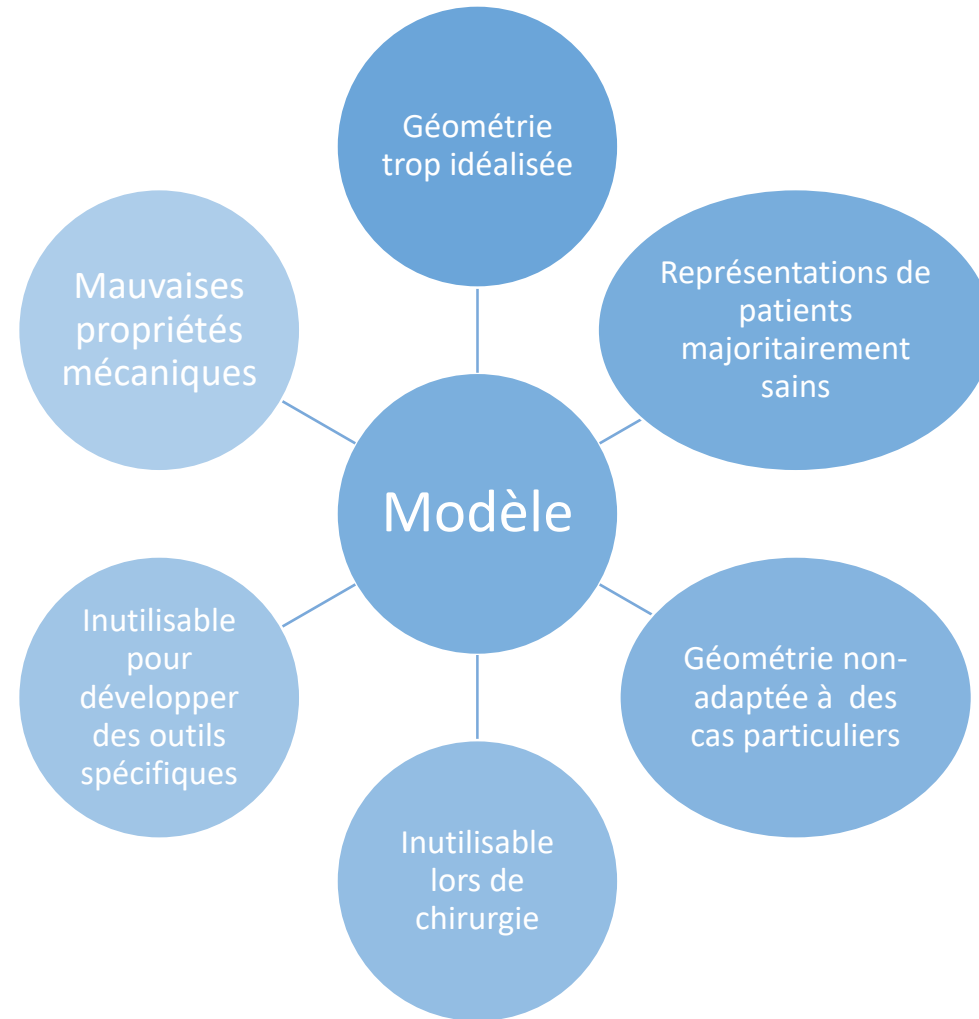 Géométrie
trop idéalisée
Représentations de
patients
majoritairement
sains
Géométrie non-
adaptée à  des
cas particuliers
Inutilisable
lors de
chirurgie
Inutilisable
pour
développer
des outils
spécifiques
Mauvaises
propriétés
mécaniques
Modèle